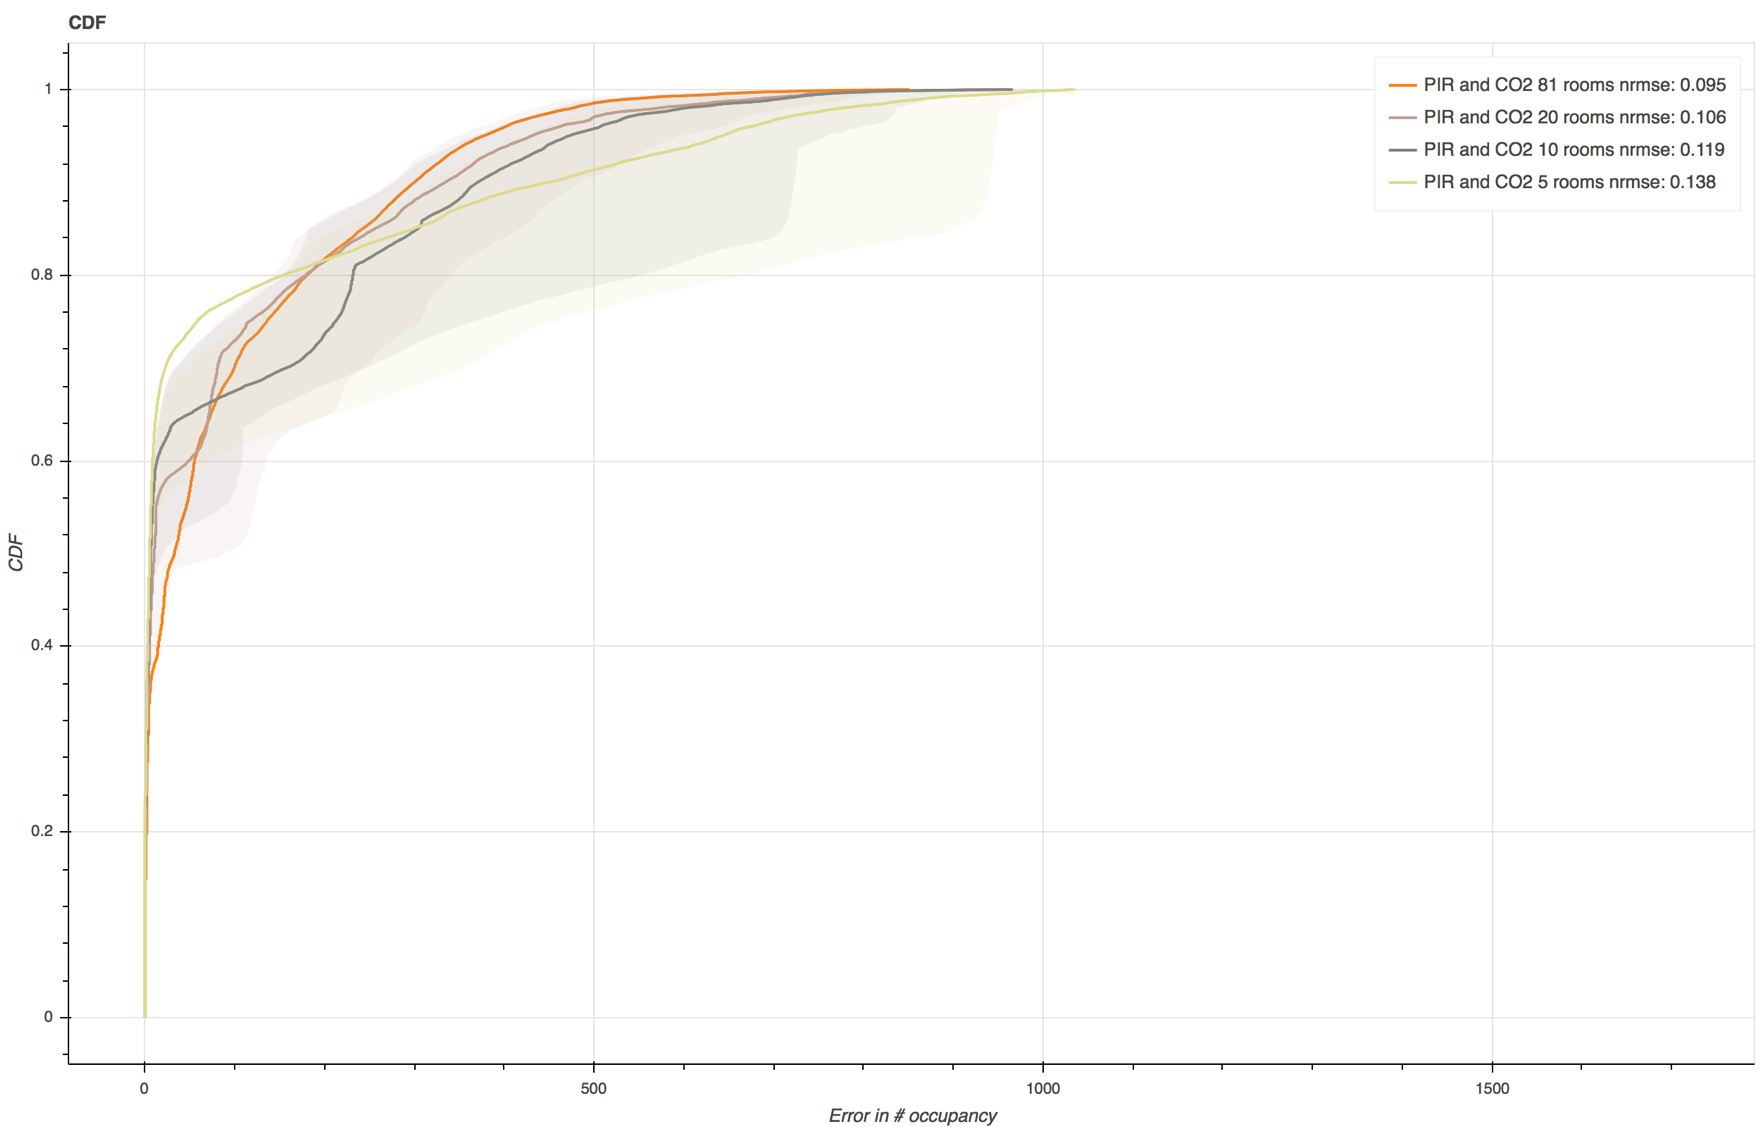 CDF
PIR and CO2 81 rooms nrmse: 0.095
PIR and CO2 20 rooms nrmse: 0.106
PIR and CO2 10 rooms nrmse: 0.119
PIR and CO2 5 rooms nrmse: 0.138
1
0.8
0.6
0.4
0.2
0
CDF
0 500 1000 1500
Error in # occupancy